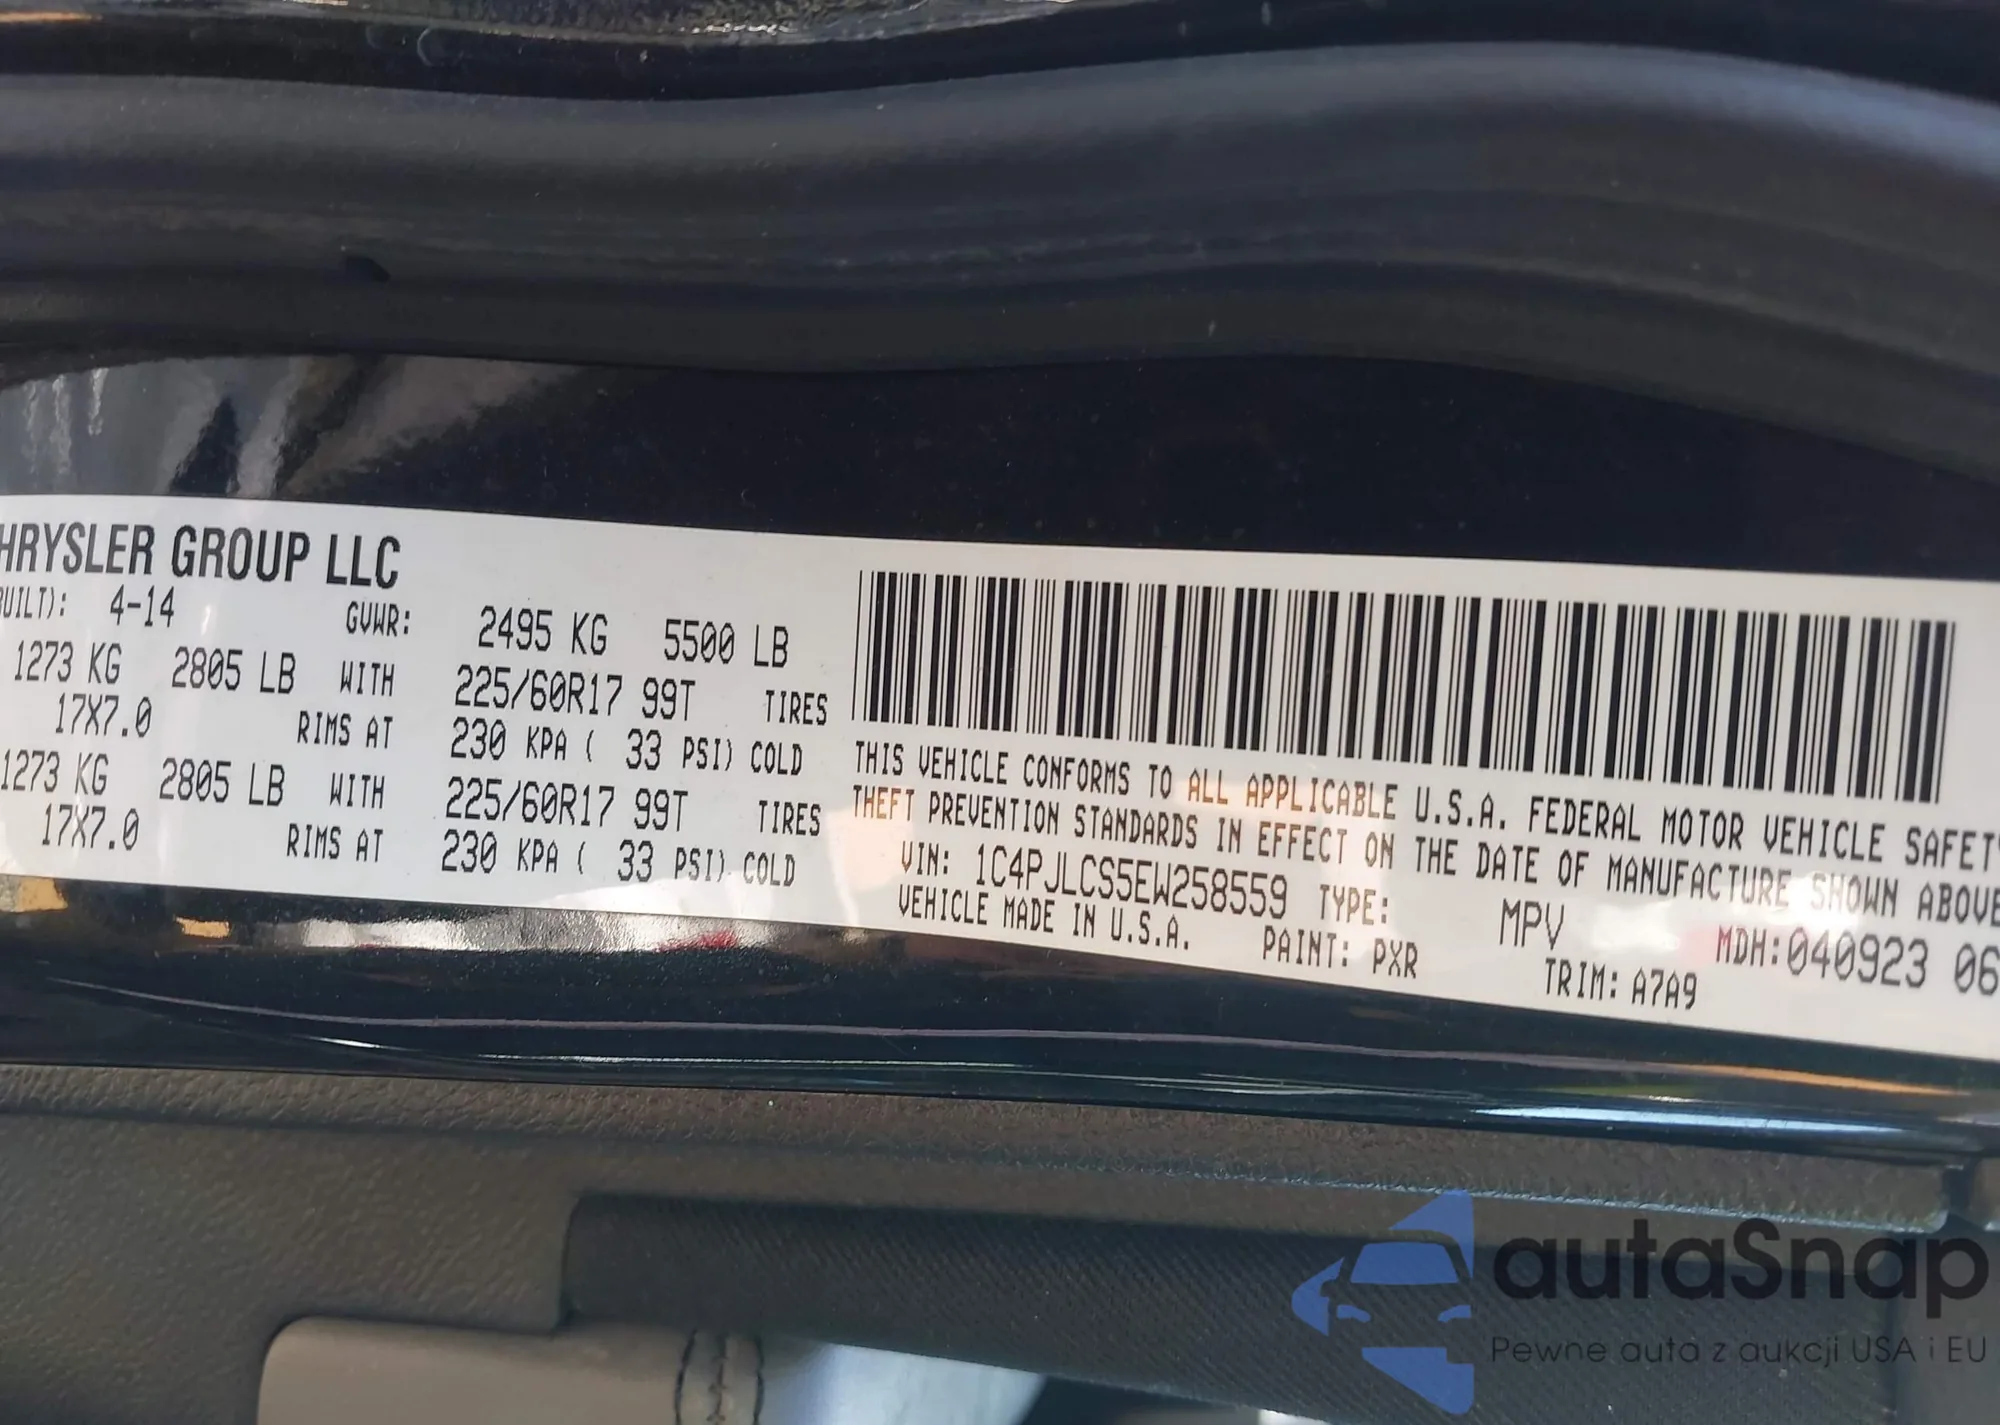 HRYSLER GROUP LLC
BUILT): 4-14 GVWR: 2495 KG 5500 LB
1273 KG 2805 LB WITH 225/60R17 99T TIRES
17X7.0 RIMS AT 230 KPA ( 33 PSI) COLD
1273 KG 2805 LB WITH 225/60R17 99T TIRES
17X7.0 RIMS AT 230 KPA ( 33 PSI) COLD
THIS VEHICLE CONFORMS TO ALL APPLICABLE U.S.A. FEDERAL MOTOR VEHICLE SAFETY
THEFT PREVENTION STANDARDS IN EFFECT ON THE DATE OF MANUFACTURE SHOWN ABOVE
VIN: 1C4PJLCS5EW258559 TYPE: MPV MDH:040923 06
VEHICLE MADE IN U.S.A. PAINT: PXR TRIM: A7A9
autaSnap
Pewne auta z aukcji USA i EU